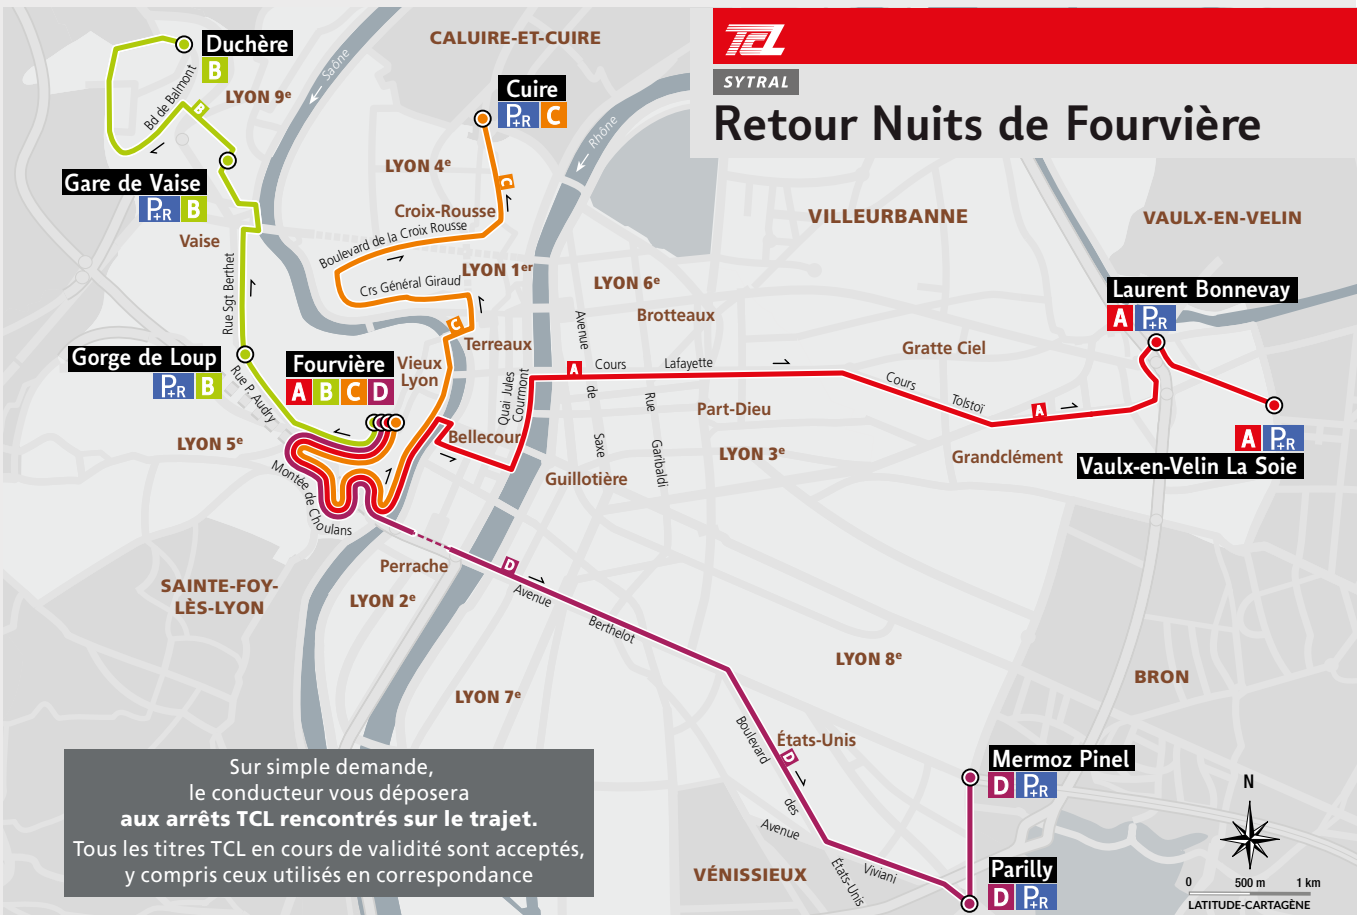 TCL
SYTRAL
Retour Nuits de Fourvière
Duchère
B
LYON 9e
Bd de Balmont
B
Saône
CALUIRE-ET-CUIRE
Cuire
P+R C
Rhône
LYON 4e
C
Croix-Rousse
Boulevard de la Croix Rousse
Gare de Vaise
P+R B
Vaise
Rue Sgt Berthet
LYON 1er
Crs Général Giraud
C
Terreaux
VILLEURBANNE
VAULX-EN-VELIN
LYON 6e
Brotteaux
Laurent Bonnevay
A P+R
Gorge de Loup
P+R B
Rue P. Audry
Fourvière
A B C D
Vieux
Lyon
Quai Jules
Courmont
A
Cours
Lafayette
Avenue
de
Saxe
Rue
Garibaldi
Gratte Ciel
Cours
Tolstoï
A
Part-Dieu
LYON 3e
Grandclément
A P+R
Vaulx-en-Velin La Soie
LYON 5e
Bellecour
Guillotière
Montée de Choulans
Perrache
D
Avenue
Berthelot
SAINTE-FOY-
LÈS-LYON
LYON 2e
LYON 7e
LYON 8e
BRON
Boulevard
des
États-Unis
États-Unis
D
Avenue
Viviani
VÉNISSIEUX
Mermoz Pinel
D P+R
Parilly
D P+R
Sur simple demande,
le conducteur vous déposera
aux arrêts TCL rencontrés sur le trajet.
Tous les titres TCL en cours de validité sont acceptés,
y compris ceux utilisés en correspondance
N
0 500 m 1 km
LATITUDE-CARTAGÈNE